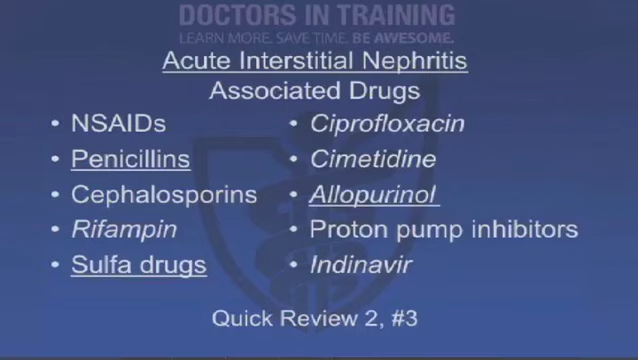 DOCTORS IN TRAINING
LEARN MORE. SAVE TIME. BE AWESOME.
Acute Interstitial Nephritis
Associated Drugs
• NSAIDs
• Penicillins
• Cephalosporins
• Rifampin
• Sulfa drugs
• Ciprofloxacin
• Cimetidine
• Allopurinol
• Proton pump inhibitors
• Indinavir
Quick Review 2, #3